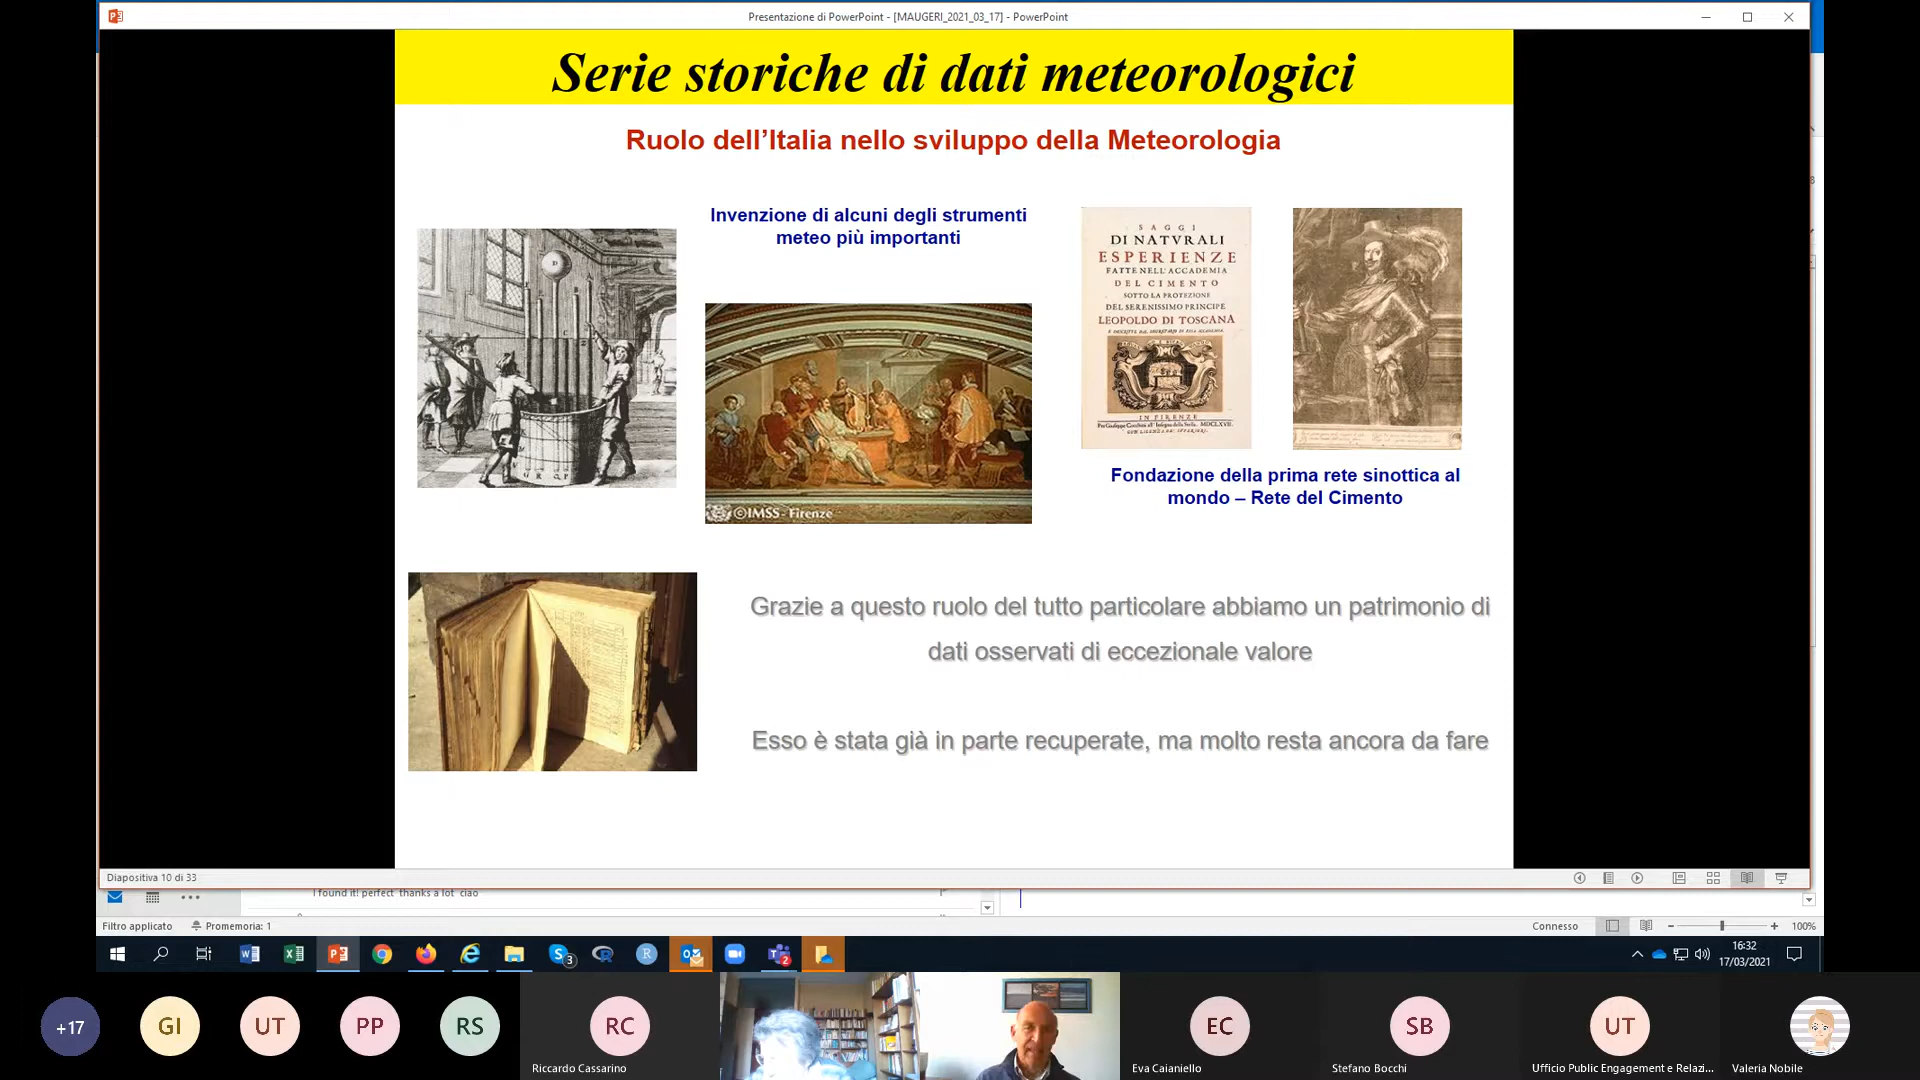 Presentazione di PowerPoint - [MAUGERI_2021_03_17] - PowerPoint
Serie storiche di dati meteorologici
Ruolo dell’Italia nello sviluppo della Meteorologia
Invenzione di alcuni degli strumenti
meteo più importanti
©IMSS - Firenze
SAGGI
DI NATVRALI
ESPERIENZE
FATTE NELL'ACCADEMIA
DEL CIMENTO
SOTTO LA PROTEZIONE
DEL SERENISSIMO PRINCIPE
LEOPOLDO DI TOSCANA
IN FIRENZE
Fondazione della prima rete sinottica al
mondo – Rete del Cimento
Grazie a questo ruolo del tutto particolare abbiamo un patrimonio di
dati osservati di eccezionale valore
Esso è stata già in parte recuperate, ma molto resta ancora da fare
Diapositiva 10 di 33
I found it! perfect thanks a lot ciao
Filtro applicato
Promemoria: 1
Connesso
100%
3
2
16:32
17/03/2021
+17
GI
UT
PP
RS
RC
Riccardo Cassarino
EC
Eva Caianiello
SB
Stefano Bocchi
UT
Ufficio Public Engagement e Relazi...
Valeria Nobile